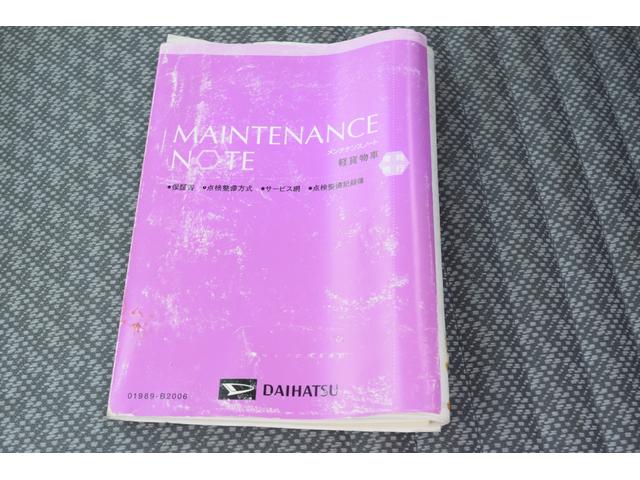 MAINTENANCE
NOTE
メンテナンスノート
軽貨物車
●保証書 ●点検整備方式 ●サービス網 ●点検整備記録簿
DAIHATSU
01989-B2006